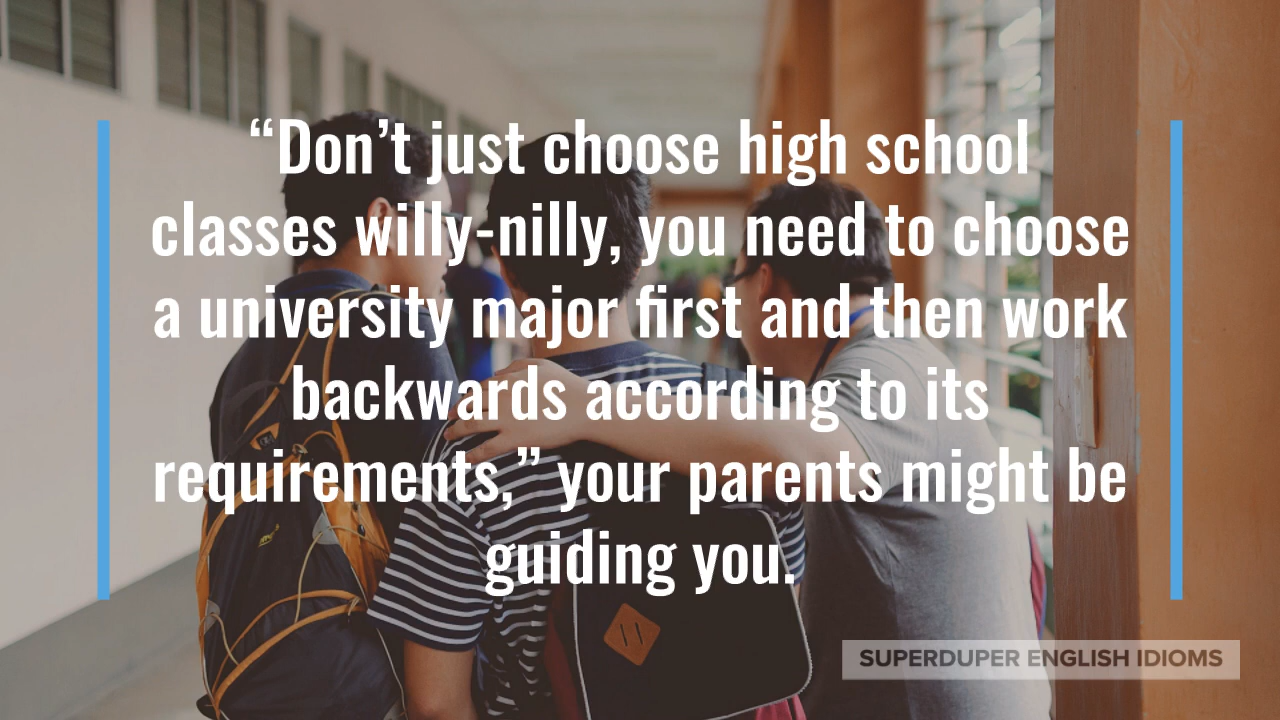 “Don’t just choose high school
classes willy-nilly, you need to choose
a university major first and then work
backwards according to its
requirements,” your parents might be
guiding you.
SUPERDUPER ENGLISH IDIOMS